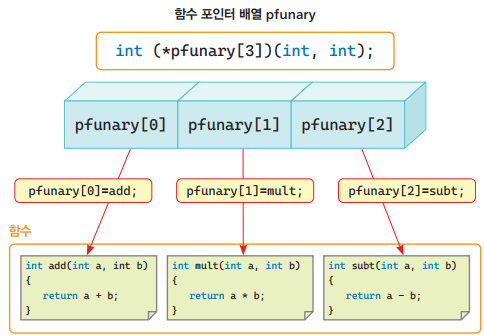 함수 포인터 배열 pfunary
int (*pfunary[3])(int, int);
pfunary[0] pfunary[1] pfunary[2]
pfunary[0]=add; pfunary[1]=mult; pfunary[2]=subt;
함수
int add(int a, int b)
{
return a + b;
}
int mult(int a, int b)
{
return a * b;
}
int subt(int a, int b)
{
return a - b;
}